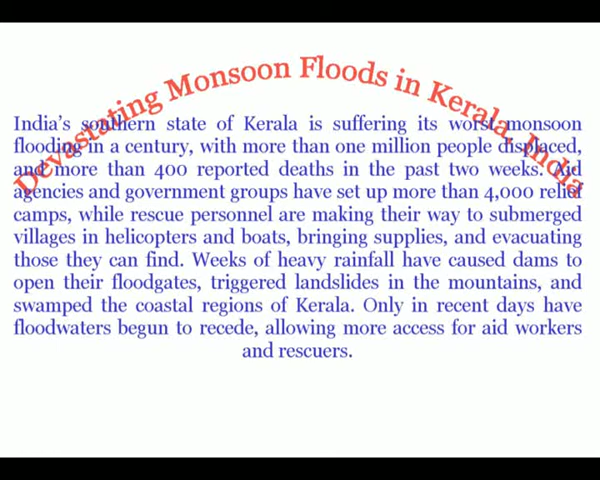 Devastating Monsoon Floods in Kerala, India
India's southern state of Kerala is suffering its worst monsoon
flooding in a century, with more than one million people displaced,
and more than 400 reported deaths in the past two weeks. Aid
agencies and government groups have set up more than 4,000 relief
camps, while rescue personnel are making their way to submerged
villages in helicopters and boats, bringing supplies, and evacuating
those they can find. Weeks of heavy rainfall have caused dams to
open their floodgates, triggered landslides in the mountains, and
swamped the coastal regions of Kerala. Only in recent days have
floodwaters begun to recede, allowing more access for aid workers
and rescuers.